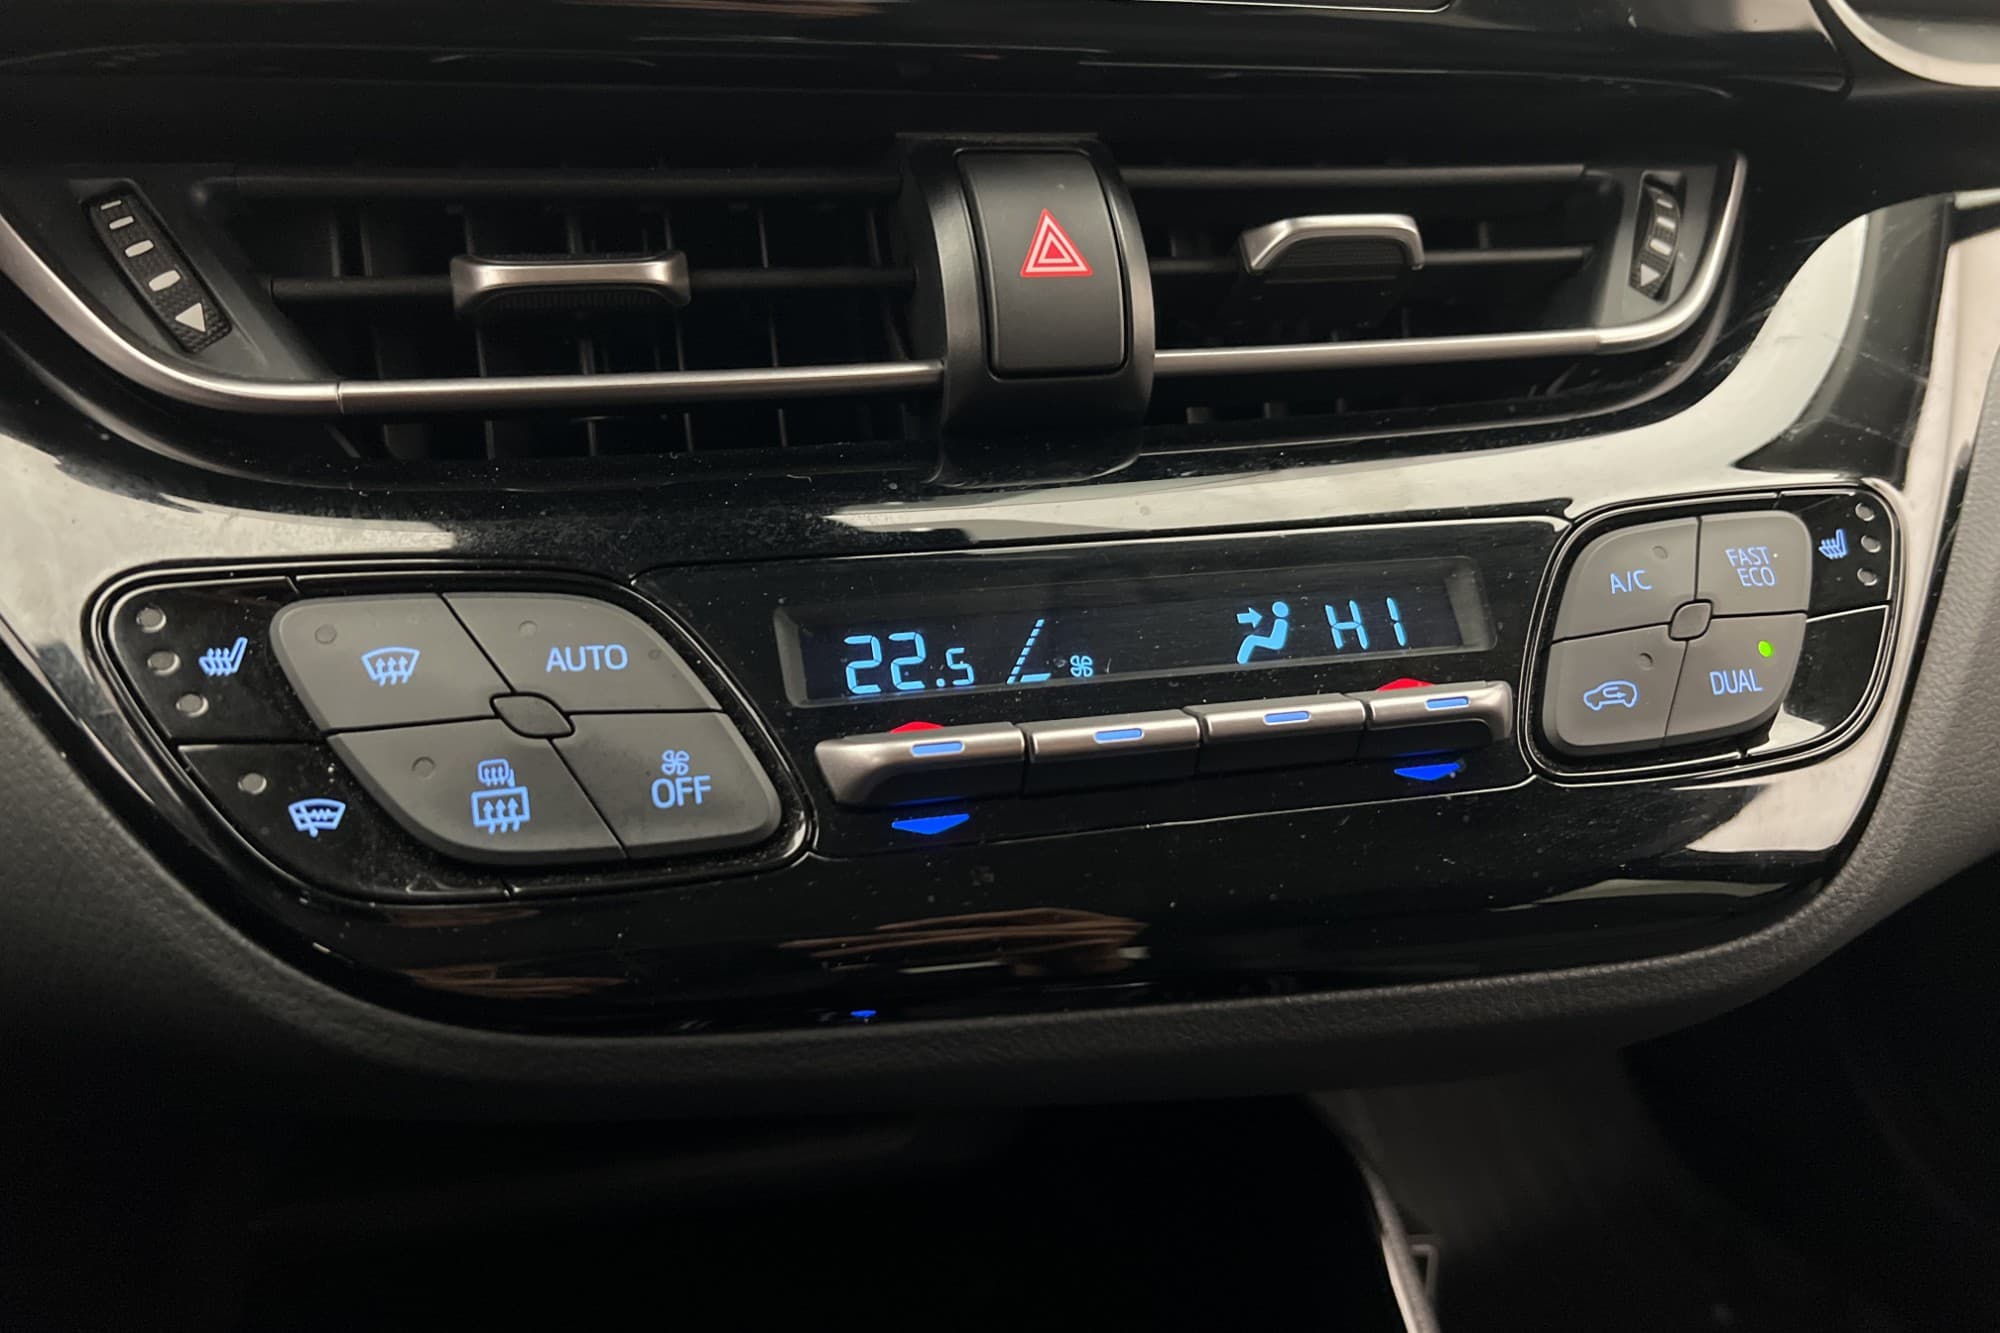 AUTO
OFF
22.5
HI
A/C
FAST
ECO
DUAL